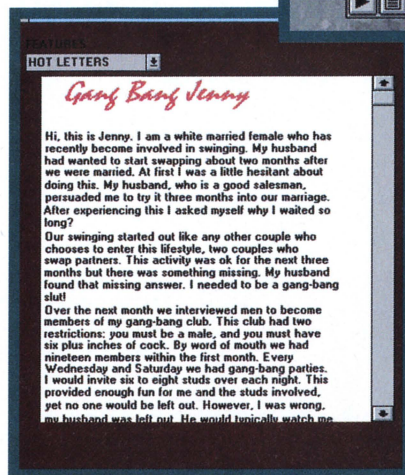 FEATURES
HOT LETTERS
Gang Bang Jenny
Hi, this is Jenny. I am a white married female who has
recently become involved in swinging. My husband
had wanted to start swapping about two months after
we were married. At first I was a little hesitant about
doing this. My husband, who is a good salesman,
persuaded me to try it three months into our marriage.
After experiencing this I asked myself why I waited so
long?
Our swinging started out like any other couple who
chooses to enter this lifestyle, two couples who
swap partners. This activity was ok for the next three
months but there was something missing. My husband
found that missing answer. I needed to be a gang-bang
slut!
Over the next month we interviewed men to become
members of my gang-bang club. This club had two
restrictions: you must be a male, and you must have
six plus inches of cock. By word of mouth we had
nineteen members within the first month. Every
Wednesday and Saturday we had gang-bang parties.
I would invite six to eight studs over each night. This
provided enough fun for me and the studs involved,
yet no one would be left out. However, I was wrong,
my husband was left out. He would typically watch me